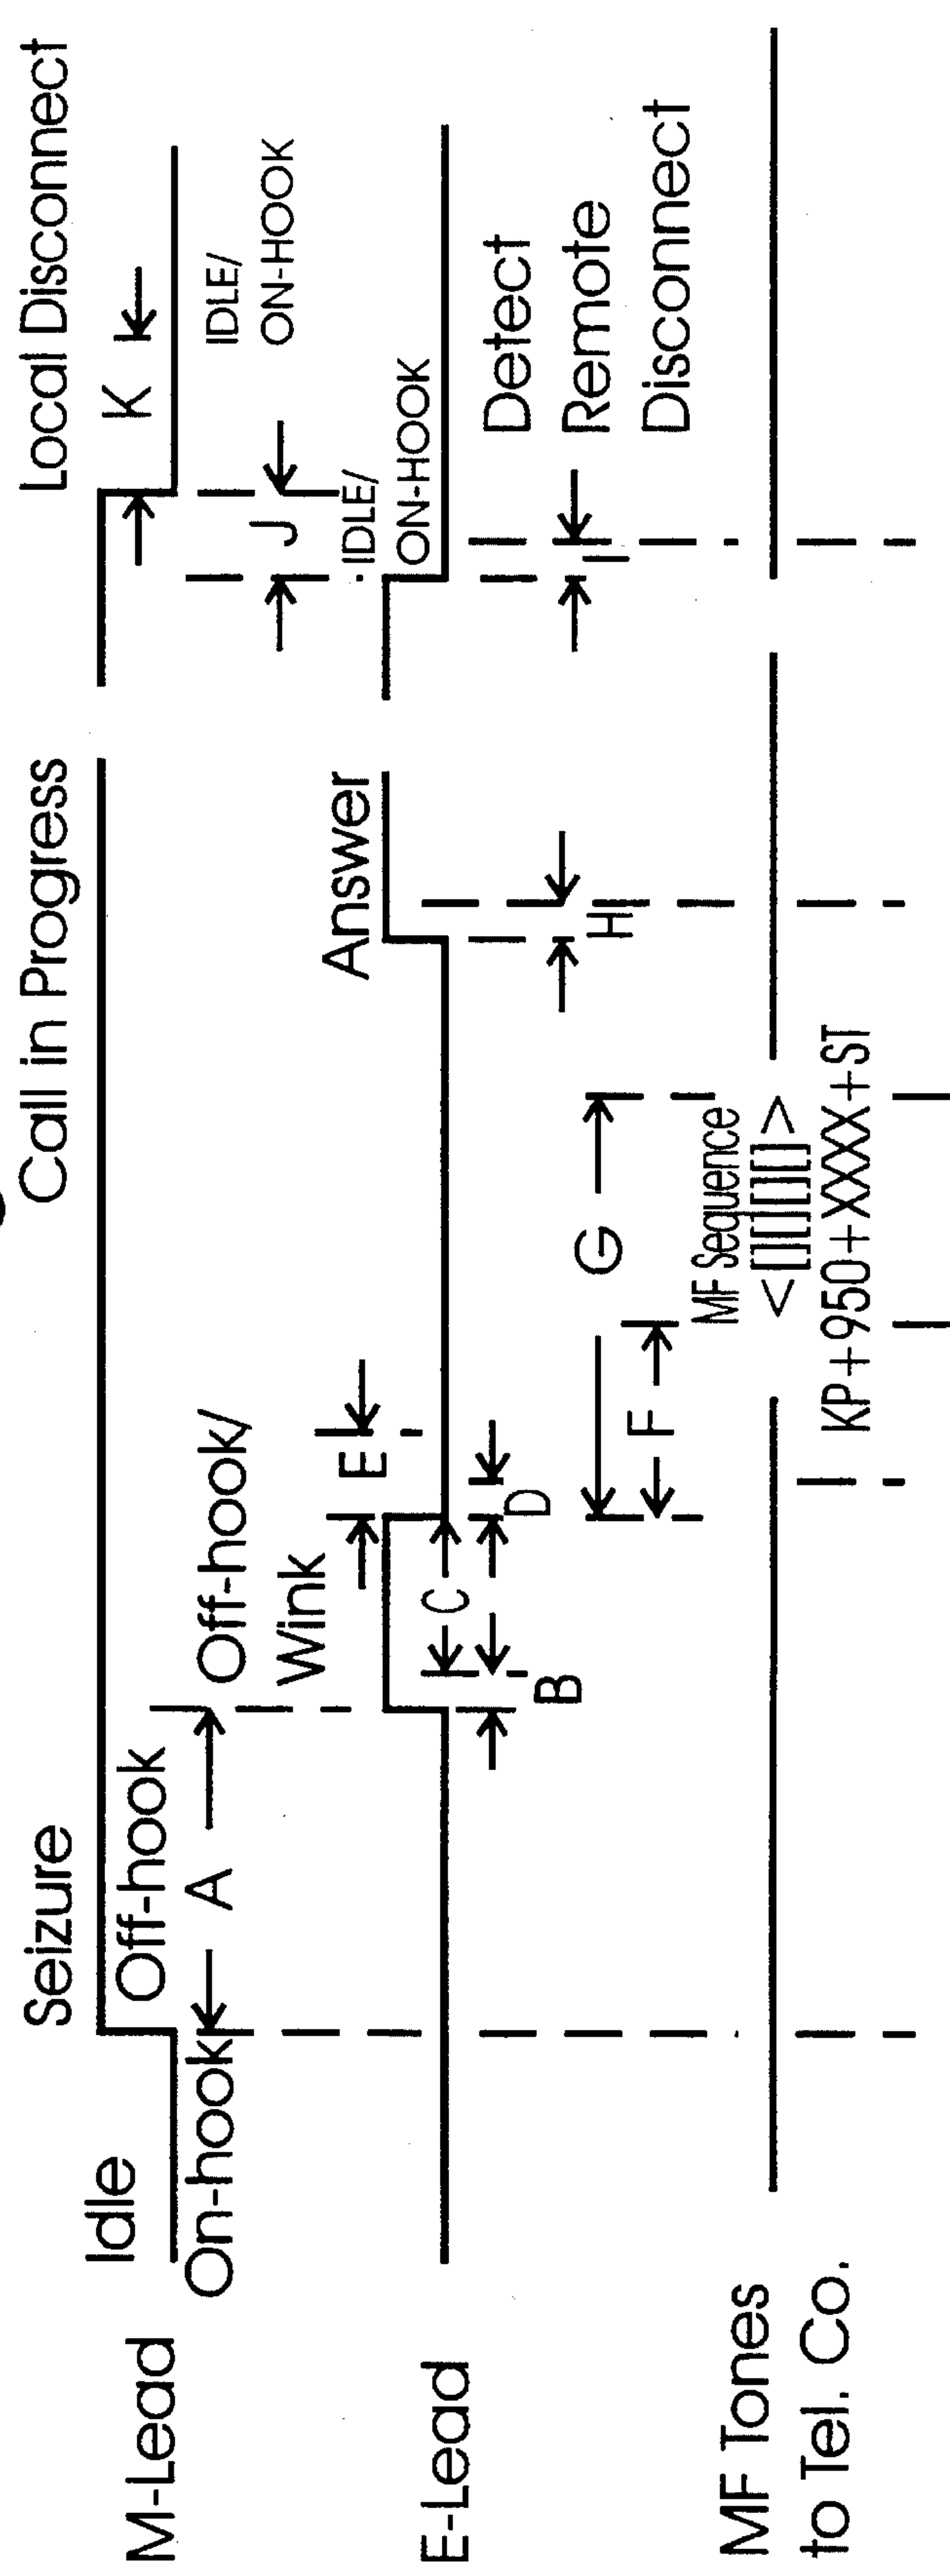 Seizure
Call in Progress
Local Disconnect
Idle
Off-hook
K
M-Lead
On-hook
A
Off-hook/
Wink
J
IDLE/
ON-HOOK
Answer
IDLE/
ON-HOOK
E
E-Lead
C
B
D
H
I
Detect
Remote
Disconnect
G
F
MF Sequence
MF Tones
to Tel. Co.
<[][][][]>
KP+950+XXXX+ST